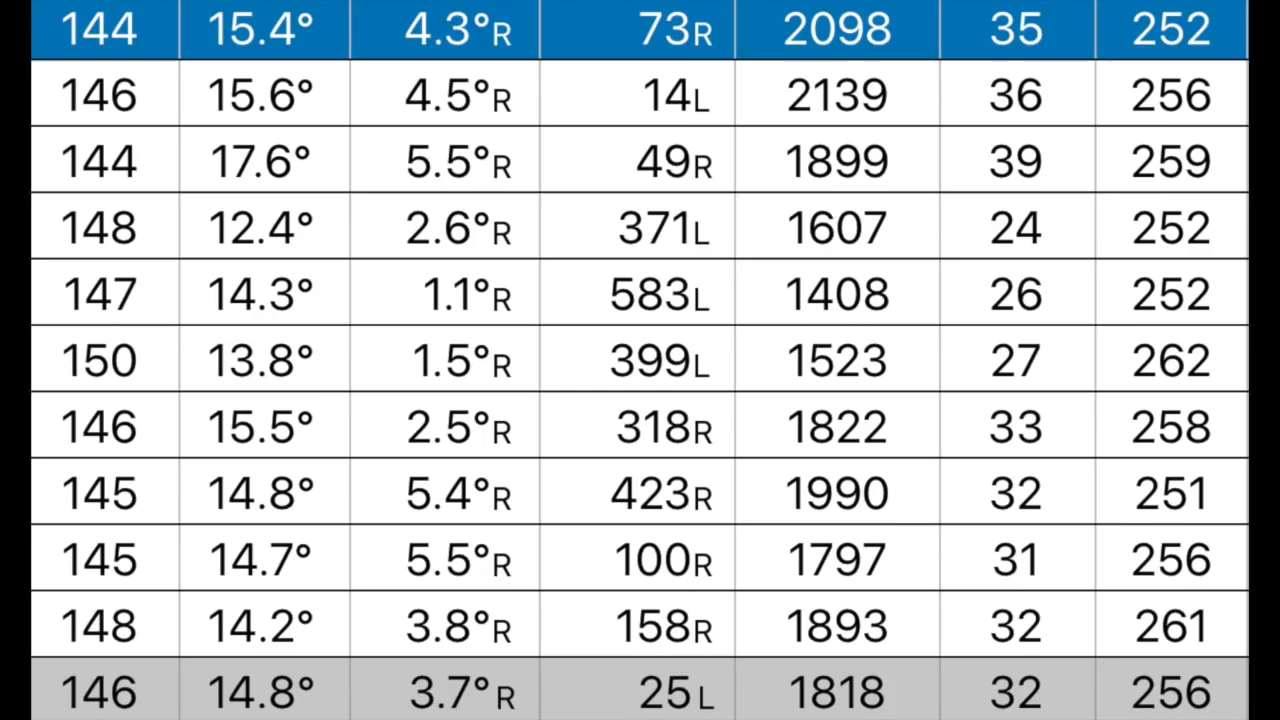 144 15.4° 4.3°R 73R 2098 35 252
146 15.6° 4.5°R 14L 2139 36 256
144 17.6° 5.5°R 49R 1899 39 259
148 12.4° 2.6°R 371L 1607 24 252
147 14.3° 1.1°R 583L 1408 26 252
150 13.8° 1.5°R 399L 1523 27 262
146 15.5° 2.5°R 318R 1822 33 258
145 14.8° 5.4°R 423R 1990 32 251
145 14.7° 5.5°R 100R 1797 31 256
148 14.2° 3.8°R 158R 1893 32 261
146 14.8° 3.7°R 25L 1818 32 256